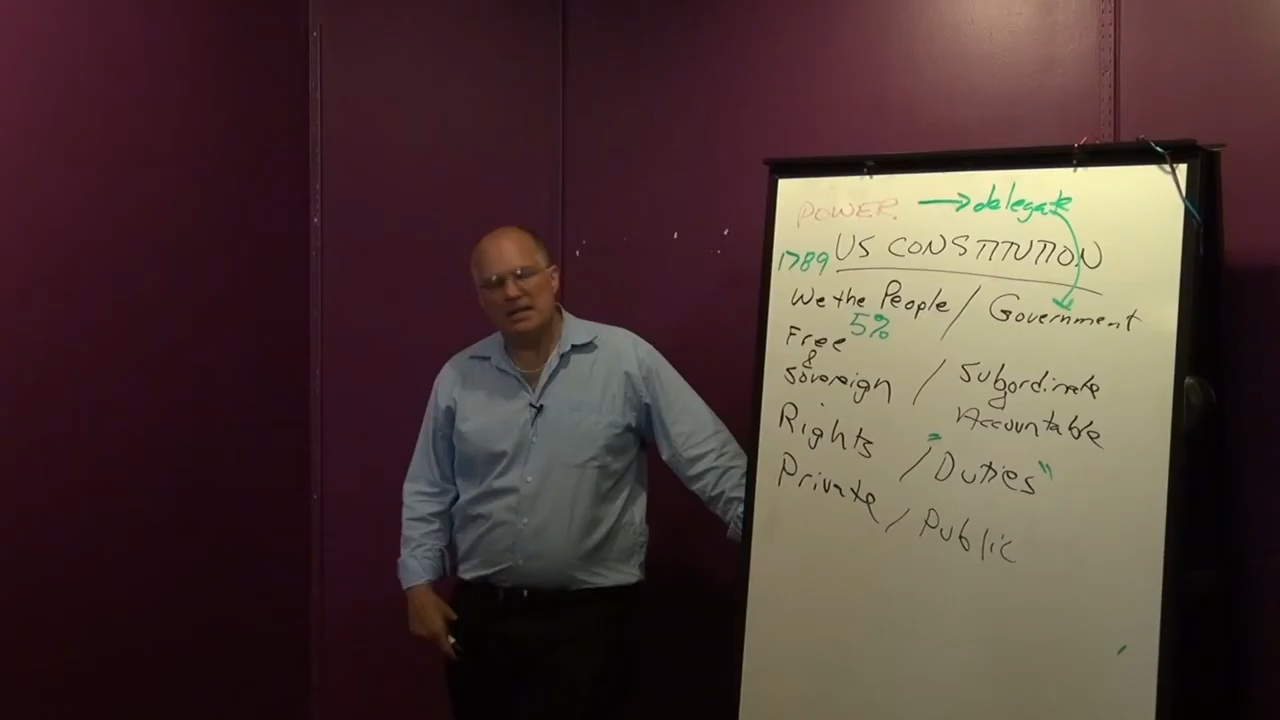 POWER → delegate
1789 US CONSTITUTION
We the People / Government
5%
Free
&
Sovereign / Subordinate
Accountable
Rights / "Duties"
Private / Public